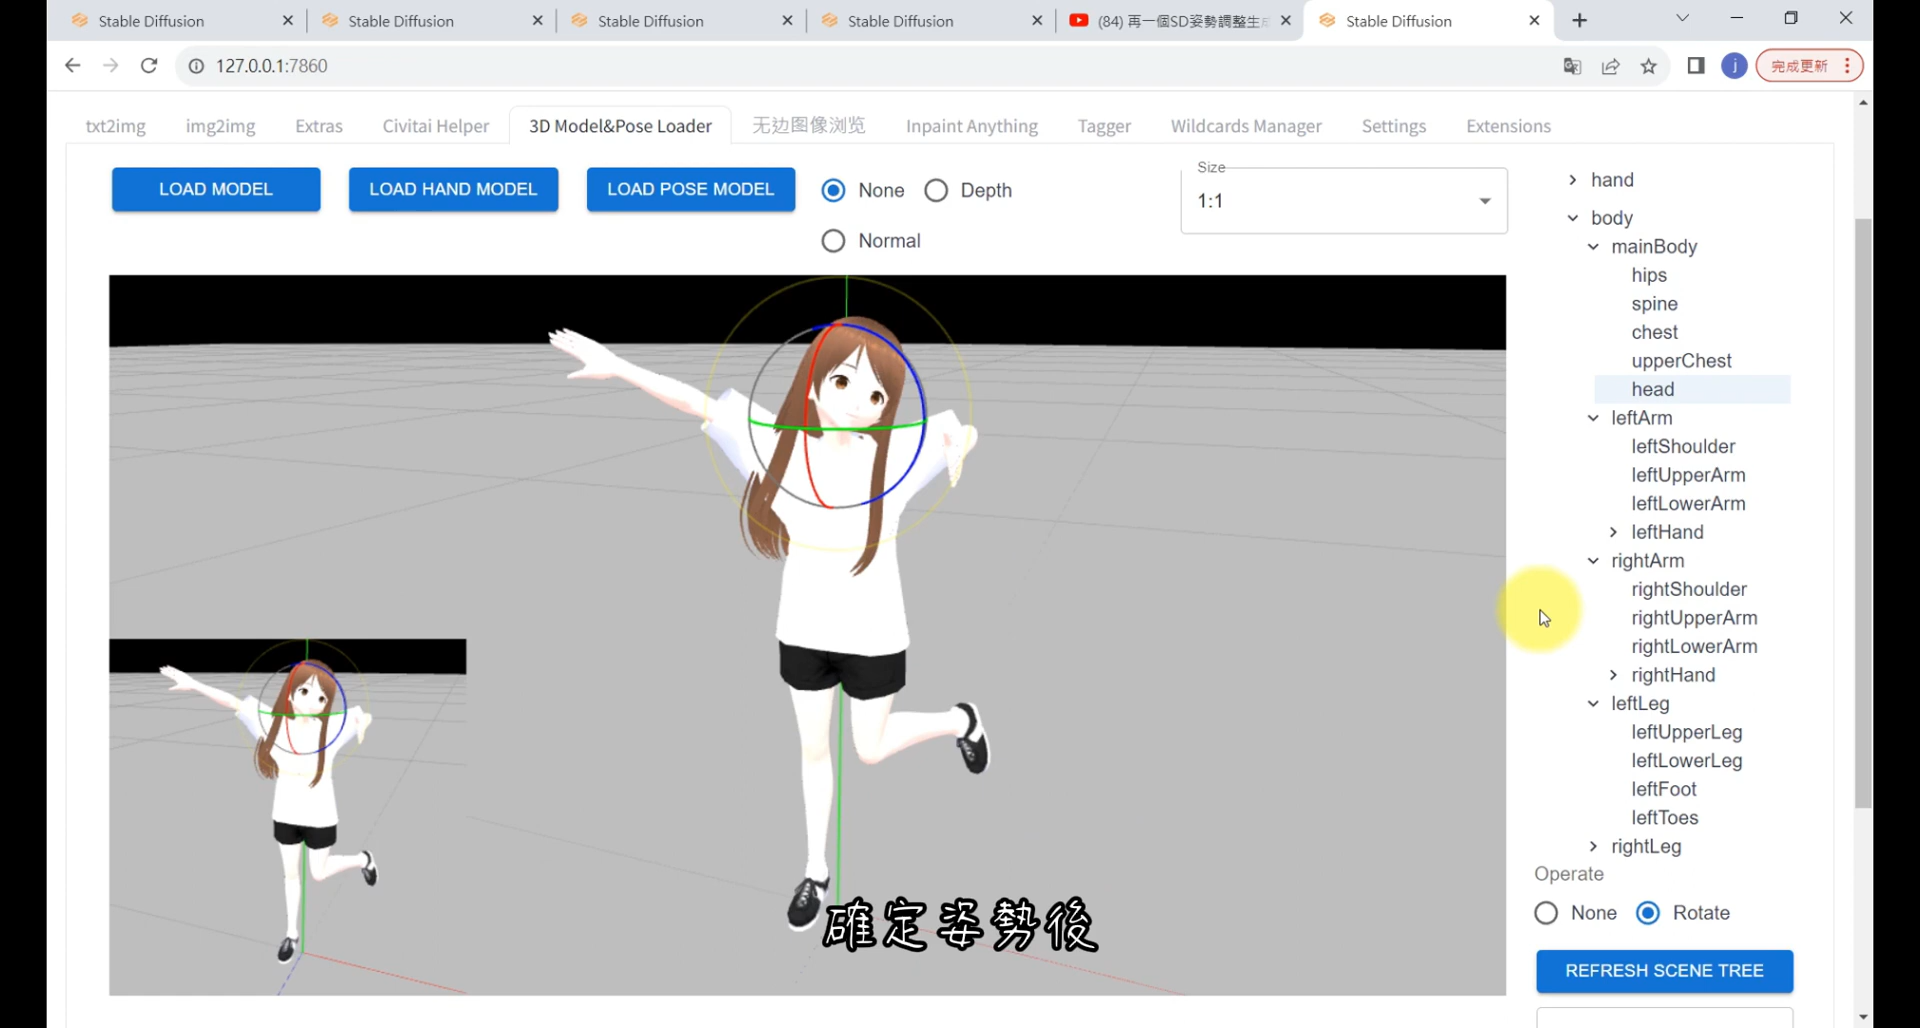 Stable Diffusion
Stable Diffusion
Stable Diffusion
Stable Diffusion
(84) 再一個SD姿勢調整生成
Stable Diffusion
127.0.0.1:7860
j
完成更新
txt2img
img2img
Extras
Civitai Helper
3D Model&Pose Loader
无边图像浏览
Inpaint Anything
Tagger
Wildcards Manager
Settings
Extensions
LOAD MODEL
LOAD HAND MODEL
LOAD POSE MODEL
None
Depth
Normal
Size
1:1
hand
body
mainBody
hips
spine
chest
upperChest
head
leftArm
leftShoulder
leftUpperArm
leftLowerArm
leftHand
rightArm
rightShoulder
rightUpperArm
rightLowerArm
rightHand
leftLeg
leftUpperLeg
leftLowerLeg
leftFoot
leftToes
rightLeg
Operate
None
Rotate
REFRESH SCENE TREE
確定姿勢後